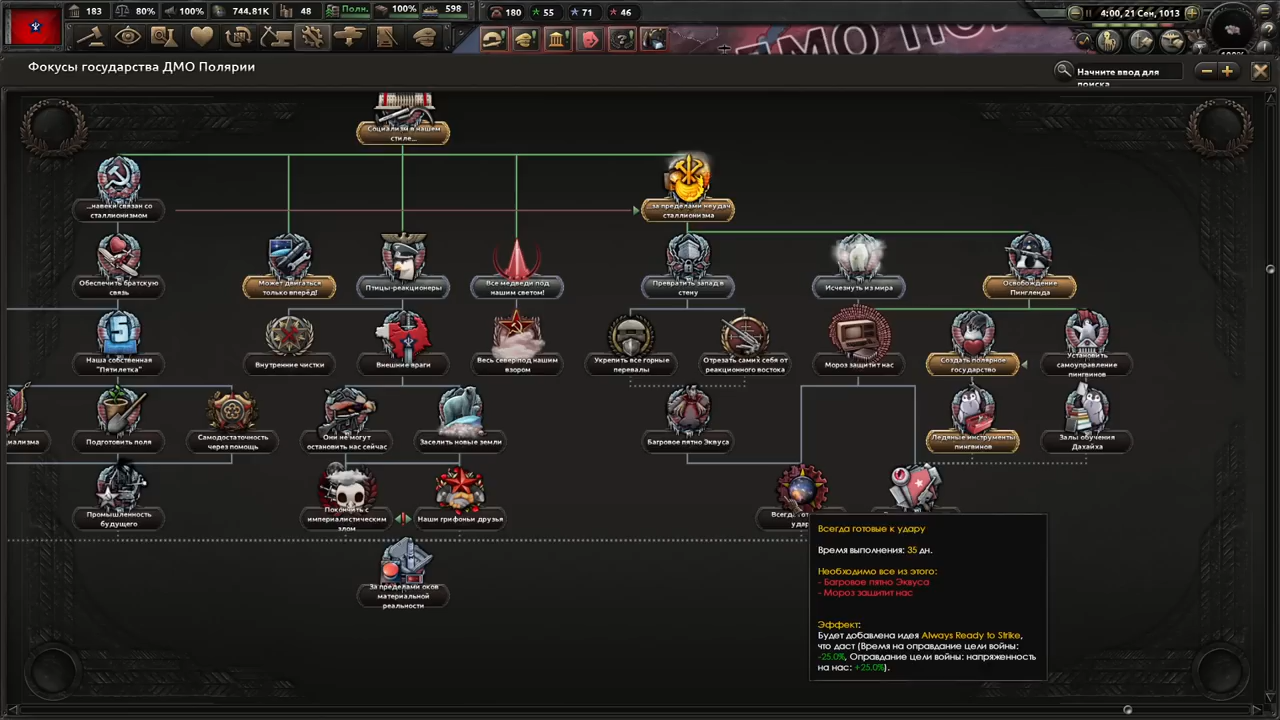 183
80%
100%
744.81K
48
Полн.
100%
598
180
55
71
46
4:00, 21 Сен, 1013
ДМО ПОЛ
100%
Фокусы государства ДМО Полярии
Начните ввод для
поиска
Социализм в нашем
стиле...
...навеки связан со
сталлионизмом
...за пределами неудач
сталлионизма
Обеспечить братскую
связь
Может двигаться
только вперёд!
Птицы-реакционеры
Все медведи под
нашим светом!
Превратить запад в
стену
Исчезнуть из мира
Освобождение
Пингленда
Наша собственная
"Пятилетка"
Внутренние чистки
Внешние враги
Весь север под нашим
взором
Укрепить все горные
перевалы
Отрезать самих себя от
реакционного востока
Мороз защитит нас
Создать полярное
государство
Установить
самоуправление
пингвинов
Подготовить поля
Самодостаточность
через помощь
Они не могут
остановить нас сейчас
Заселить новые земли
Багровое пятно Эквуса
Ледяные инструменты
пингвинов
Залы обучения
Дахайха
Промышленность
будущего
Покончить с
империалистическим
злом
Наши грифоньи друзья
За пределами оков
материальной
реальности
Всегда готовые к удару
Время выполнения: 35 дн.
Необходимо все из этого:
- Багровое пятно Эквуса
- Мороз защитит нас
Эффект:
Будет добавлена идея Always Ready to Strike,
что даст (Время на оправдание цели войны:
-25.0%, Оправдание цели войны: напряженность
на нас: +25.0%).